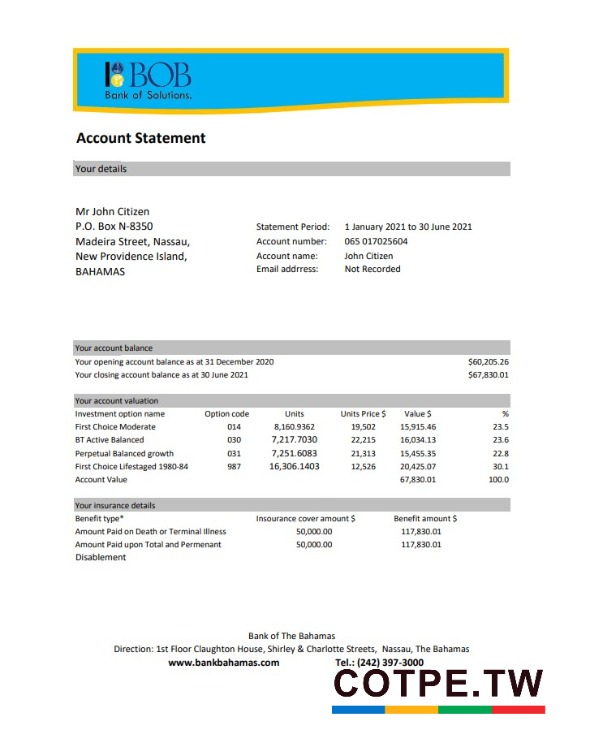 BOB
Bank of Solutions.
Account Statement
Your details
Mr John Citizen
P.O. Box N-8350
Madeira Street, Nassau,
New Providence Island,
BAHAMAS
Statement Period: 1 January 2021 to 30 June 2021
Account number: 065 017025604
Account name: John Citizen
Email addrress: Not Recorded
Your account balance
Your opening account balance as at 31 December 2020 $60,205.26
Your closing account balance as at 30 June 2021 $67,830.01
Your account valuation
Investment option name Option code Units Units Price $ Value $ %
First Choice Moderate 014 8,160.9362 19,502 15,915.46 23.5
BT Active Balanced 030 7,217.7030 22,215 16,034.13 23.6
Perpetual Balanced growth 031 7,251.6083 21,313 15,455.35 22.8
First Choice Lifestaged 1980-84 987 16,306.1403 12,526 20,425.07 30.1
Account Value 67,830.01 100.0
Your insurance details
Benefit type* Insourance cover amount $ Benefit amount $
Amount Paid on Death or Terminal Illness 50,000.00 117,830.01
Amount Paid upon Total and Permenant 50,000.00 117,830.01
Disablement
Bank of The Bahamas
Direction: 1st Floor Claughton House, Shirley & Charlotte Streets, Nassau, The Bahamas
www.bankbahamas.com Tel.: (242) 397-3000
COTPE.TW